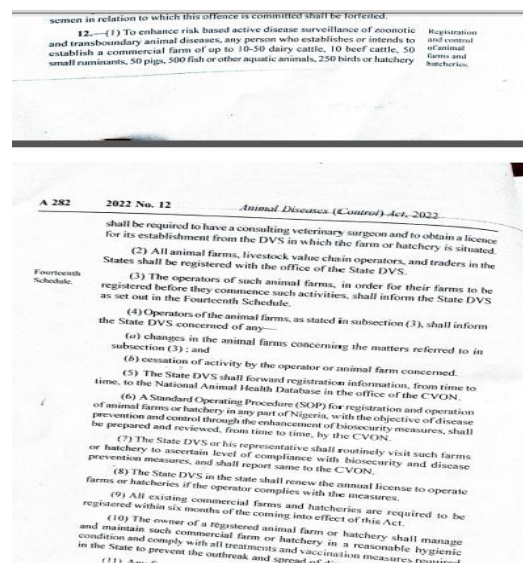 semen in relation to which this offence is committed shall be forfeited.
12.—(1) To enhance risk based active disease surveillance of zoonotic
and transboundary animal diseases, any person who establishes or intends to
establish a commercial farm of up to 10-50 dairy cattle, 10 beef cattle, 50
small ruminants, 50 pigs, 500 fish or other aquatic animals, 250 birds or hatchery
Registration
and control
of animal
farms and
hatcheries.
A 282 2022 No. 12 Animal Diseases (Control) Act, 2022
shall be required to have a consulting veterinary surgeon and to obtain a licence
for its establishment from the DVS in which the farm or hatchery is situated.
(2) All animal farms, livestock value chain operators, and traders in the
States shall be registered with the office of the State DVS.
Fourteenth
Schedule.
(3) The operators of such animal farms, in order for their farms to be
registered before they commence such activities, shall inform the State DVS
as set out in the Fourteenth Schedule.
(4) Operators of the animal farms, as stated in subsection (3), shall inform
the State DVS concerned of any—
(a) changes in the animal farms concerning the matters referred to in
subsection (3) ; and
(b) cessation of activity by the operator or animal farm concerned.
(5) The State DVS shall forward registration information, from time to
time, to the National Animal Health Database in the office of the CVON.
(6) A Standard Operating Procedure (SOP) for registration and operation
of animal farms or hatchery in any part of Nigeria, with the objective of disease
prevention and control through the enhancement of biosecurity measures, shall
be prepared and reviewed, from time to time, by the CVON.
(7) The State DVS or his representative shall routinely visit such farms
or hatchery to ascertain level of compliance with biosecurity and disease
prevention measures, and shall report same to the CVON.
(8) The State DVS in the state shall renew the annual license to operate
farms or hatcheries if the operator complies with the measures.
(9) All existing commercial farms and hatcheries are required to be
registered within six months of the coming into effect of this Act.
(10) The owner of a registered animal farm or hatchery shall manage
and maintain such commercial farm or hatchery in a reasonable hygienic
condition and comply with all treatments and vaccination measures required
in the State to prevent the outbreak and spread of
(11)